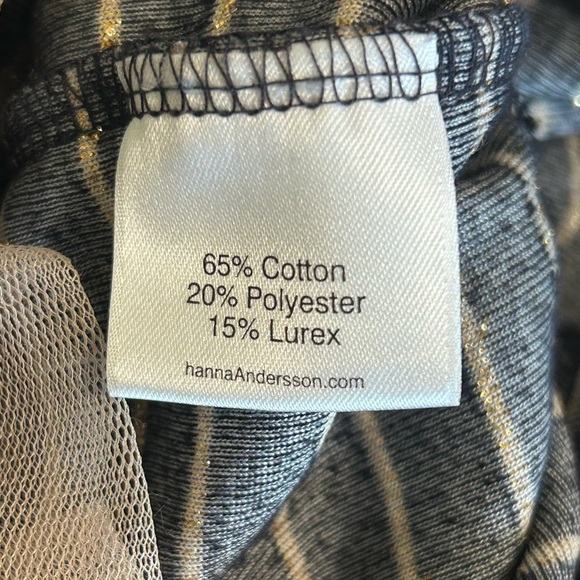 65% Cotton
20% Polyester
15% Lurex
hannaAndersson.com